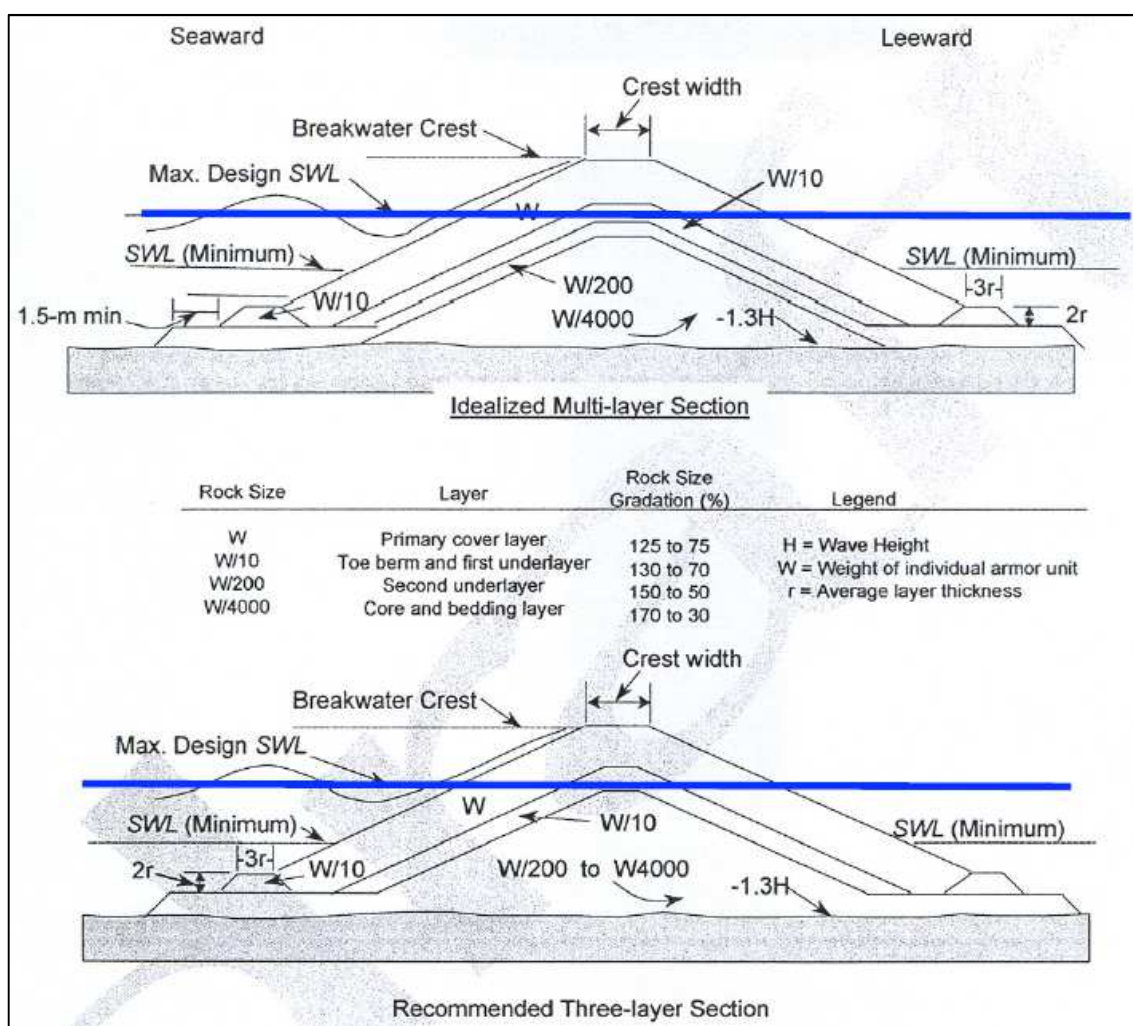 Seaward Leeward
Crest width
Breakwater Crest
W/10
Max. Design SWL
W
SWL (Minimum) SWL (Minimum)
W/10 W/200 3r
1.5-m min W/4000 -1.3H 2r
Idealized Multi-layer Section
Rock Size Layer Rock Size Gradation (%) Legend
W Primary cover layer 125 to 75 H = Wave Height
W/10 Toe berm and first underlayer 130 to 70 W = Weight of individual armor unit
W/200 Second underlayer 150 to 50 r = Average layer thickness
W/4000 Core and bedding layer 170 to 30
Crest width
Breakwater Crest
Max. Design SWL
W
SWL (Minimum) W/10 SWL (Minimum)
3r
2r W/10 W/200 to W4000 -1.3H
Recommended Three-layer Section